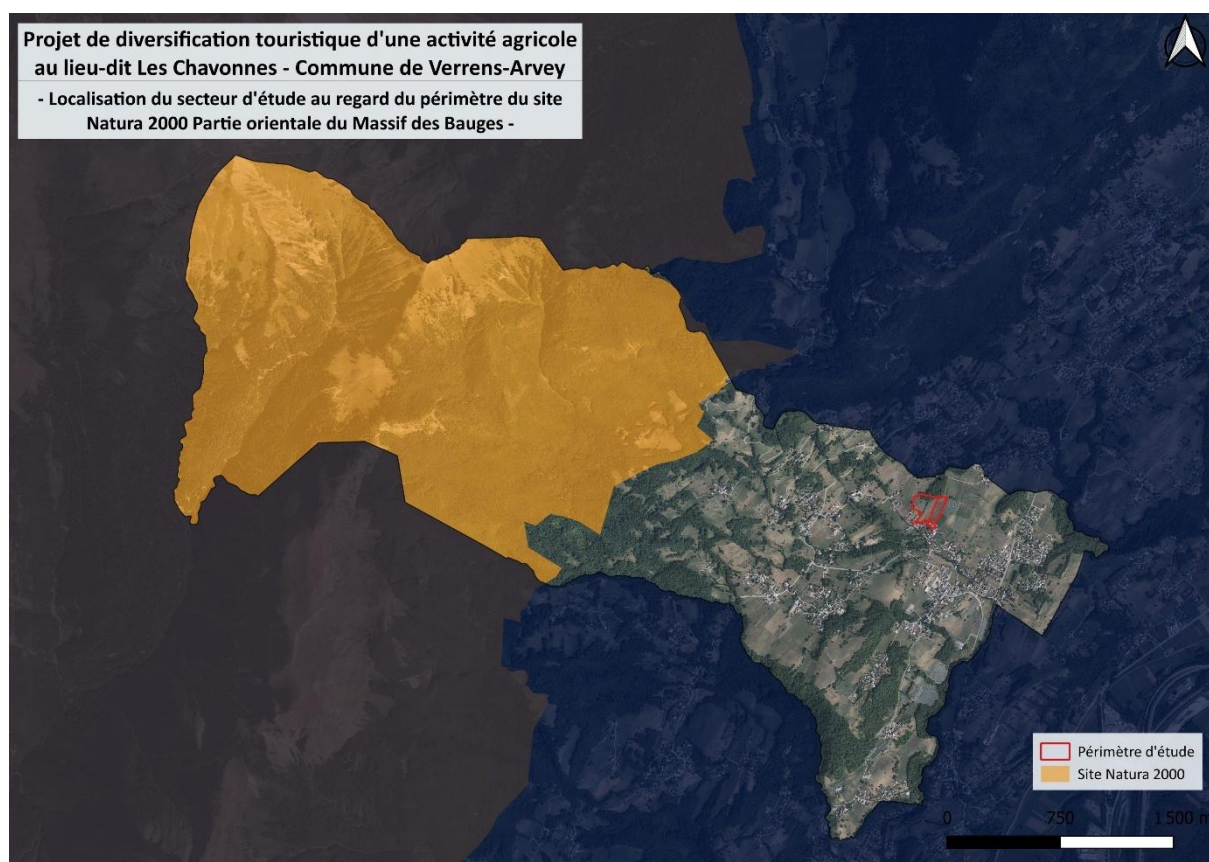 Projet de diversification touristique d'une activité agricole
au lieu-dit Les Chavonnes - Commune de Verrens-Arvey
- Localisation du secteur d'étude au regard du périmètre du site
Natura 2000 Partie orientale du Massif des Bauges -
Périmètre d'étude
Site Natura 2000
0 750 1 500 m